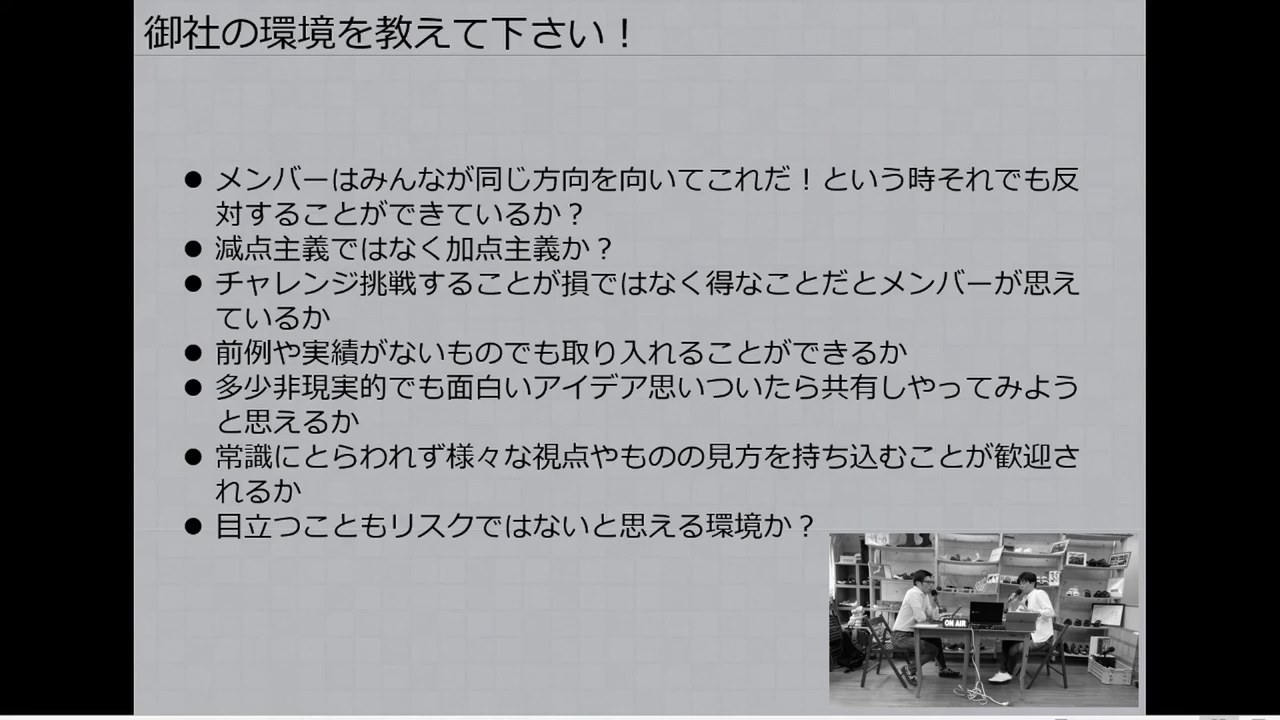 御社の環境を教えて下さい！
● メンバーはみんなが同じ方向を向いてこれだ！という時それでも反
対することができているか？
● 減点主義ではなく加点主義か？
● チャレンジ挑戦することが損ではなく得なことだとメンバーが思え
ているか
● 前例や実績がないものでも取り入れることができるか
● 多少非現実的でも面白いアイデア思いついたら共有しやってみよう
と思えるか
● 常識にとらわれず様々な視点やものの見方を持ち込むことが歓迎さ
れるか
● 目立つこともリスクではないと思える環境か？
ON AIR